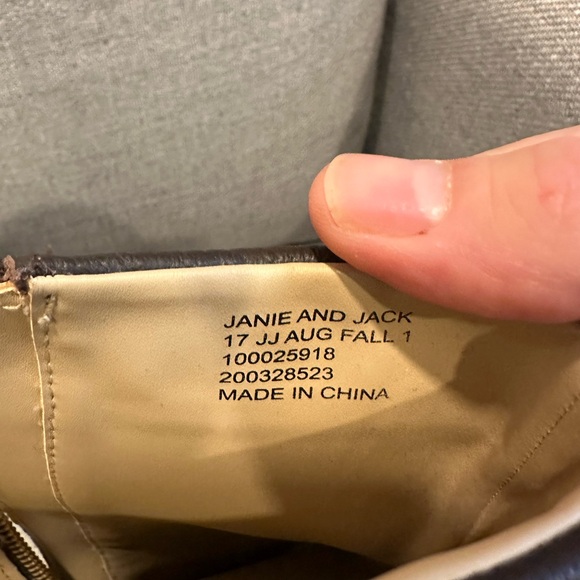 JANIE AND JACK
17 JJ AUG FALL 1
100025918
200328523
MADE IN CHINA